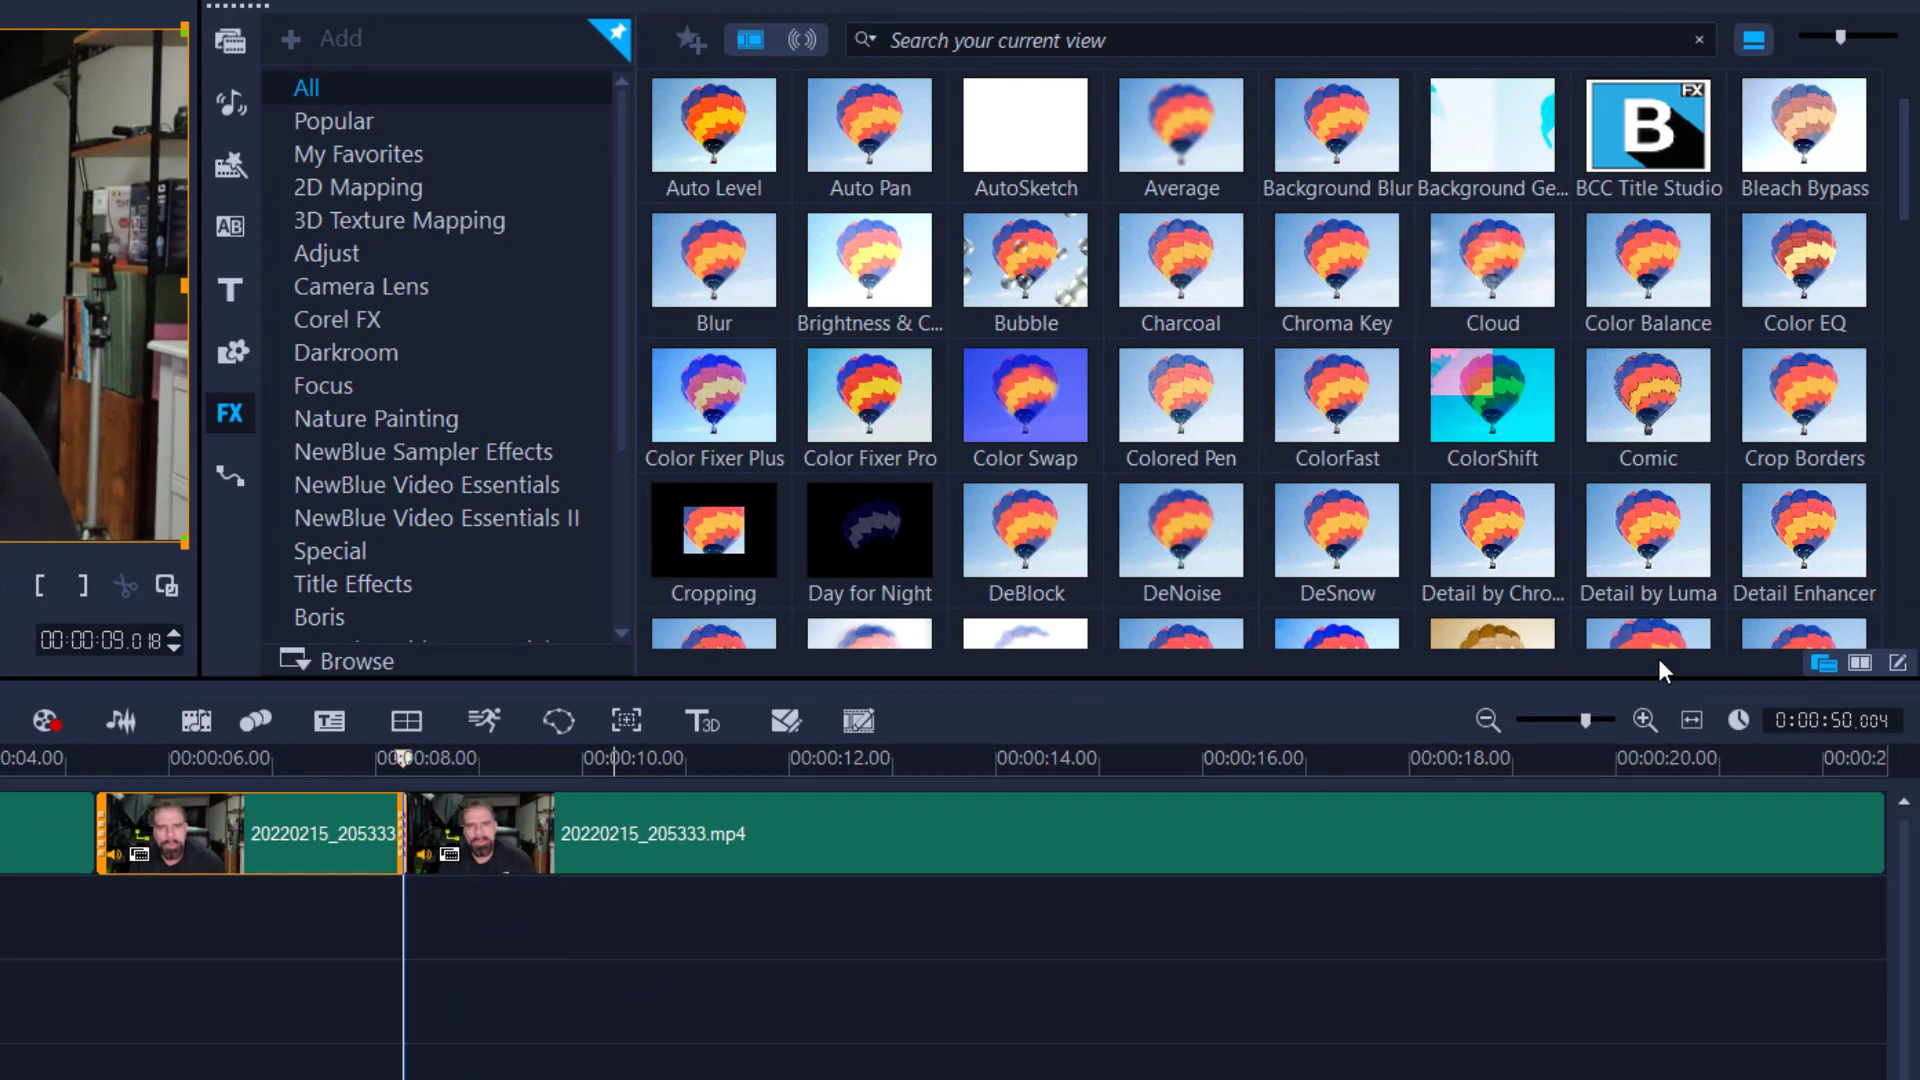 Add
Search your current view
All
Popular
My Favorites
2D Mapping
3D Texture Mapping
Adjust
Camera Lens
Corel FX
Darkroom
Focus
Nature Painting
NewBlue Sampler Effects
NewBlue Video Essentials
NewBlue Video Essentials II
Special
Title Effects
Boris
Browse
AB
T
FX
FX
B
Auto Level
Auto Pan
AutoSketch
Average
Background Blur
Background Ge...
BCC Title Studio
Bleach Bypass
Blur
Brightness & C...
Bubble
Charcoal
Chroma Key
Cloud
Color Balance
Color EQ
Color Fixer Plus
Color Fixer Pro
Color Swap
Colored Pen
ColorFast
ColorShift
Comic
Crop Borders
Cropping
Day for Night
DeBlock
DeNoise
DeSnow
Detail by Chro...
Detail by Luma
Detail Enhancer
00:00:09.018
T3D
0:00:50.004
0:04.00
00:00:06.00
00:00:08.00
00:00:10.00
00:00:12.00
00:00:14.00
00:00:16.00
00:00:18.00
00:00:20.00
00:00:2
20220215_205333
20220215_205333.mp4